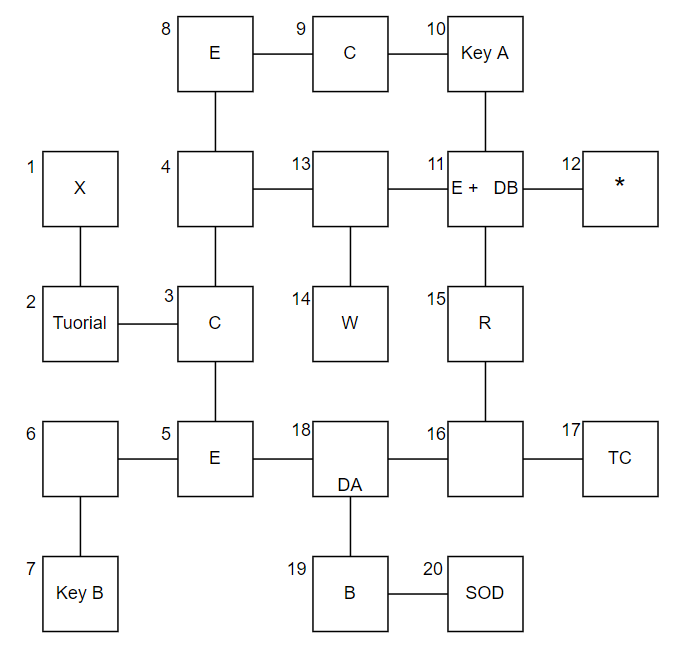 8 E 9 C 10 Key A
1 X 4 13 11 E + DB 12 *
2 Tuorial 3 C 14 W 15 R
6 5 E 18 DA 16 17 TC
7 Key B 19 B 20 SOD